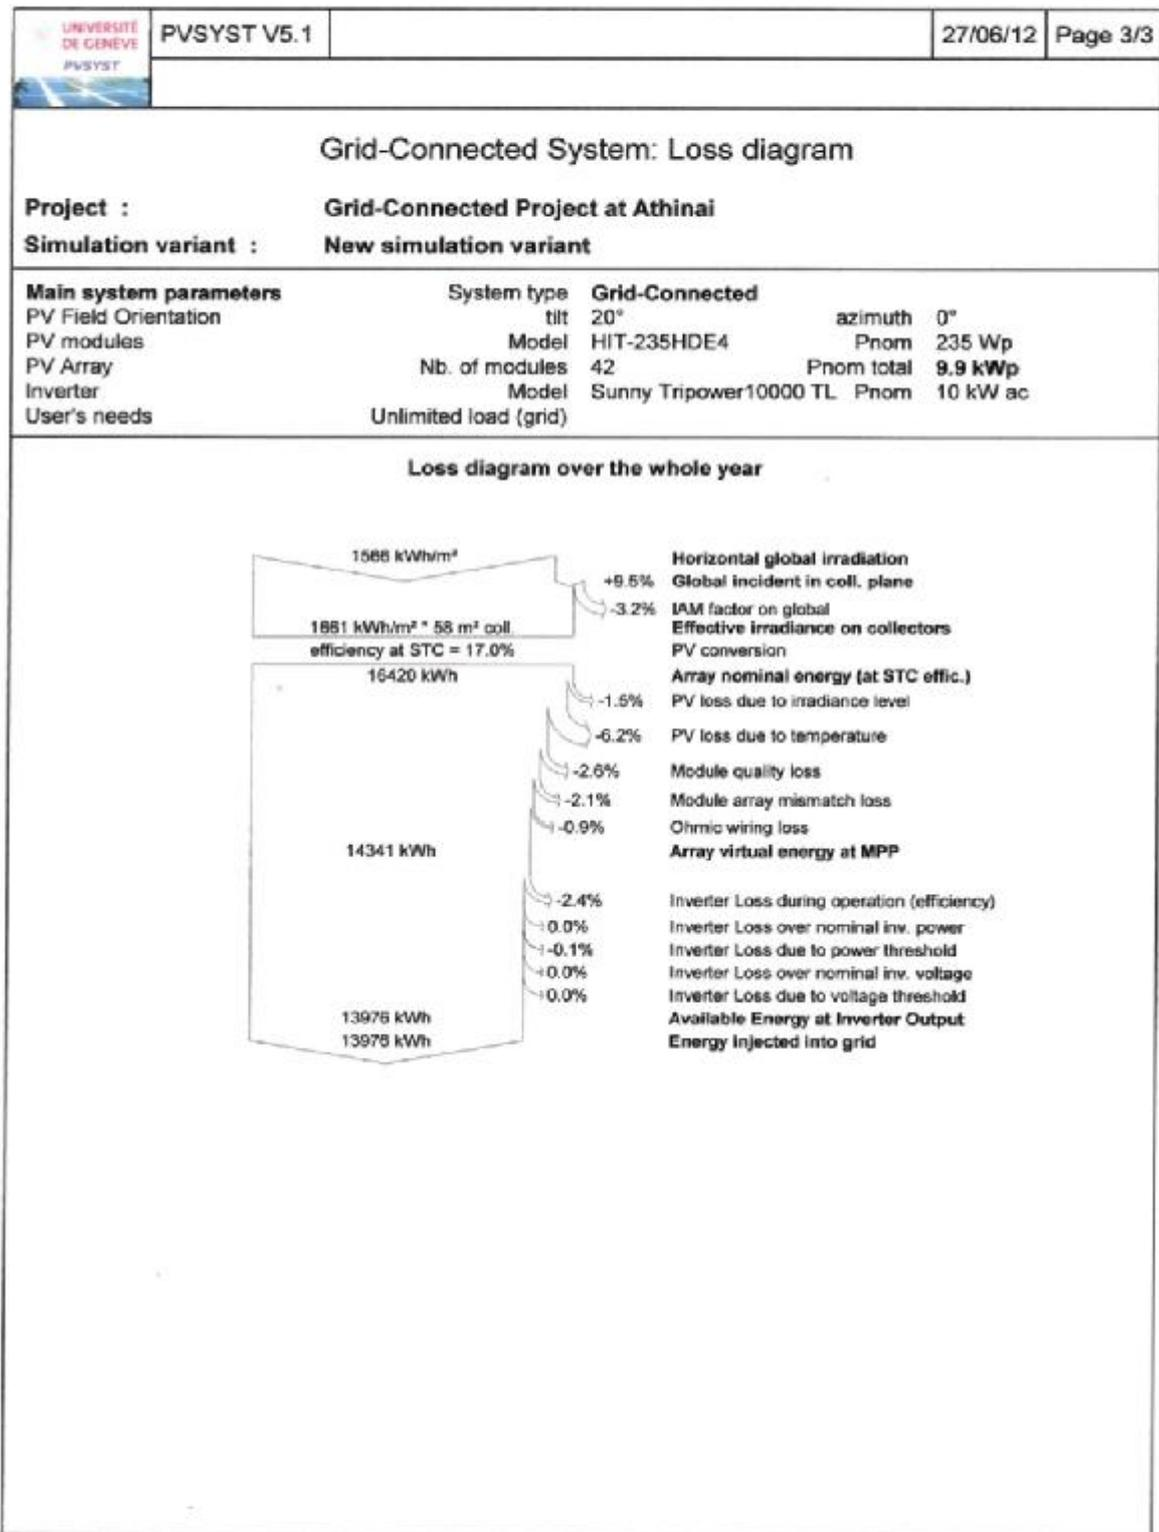 UNIVERSITÉ
DE GENÈVE
PVSYST
PVSYST V5.1
27/06/12
Page 3/3
Grid-Connected System: Loss diagram
Project : Grid-Connected Project at Athinai
Simulation variant : New simulation variant
Main system parameters System type Grid-Connected
PV Field Orientation tilt 20° azimuth 0°
PV modules Model HIT-235HDE4 Pnom 235 Wp
PV Array Nb. of modules 42 Pnom total 9.9 kWp
Inverter Model Sunny Tripower10000 TL Pnom 10 kW ac
User's needs Unlimited load (grid)
Loss diagram over the whole year
1566 kWh/m² Horizontal global irradiation
+9.5% Global incident in coll. plane
-3.2% IAM factor on global
1661 kWh/m² * 58 m² coll. Effective irradiance on collectors
efficiency at STC = 17.0% PV conversion
16420 kWh Array nominal energy (at STC effic.)
-1.5% PV loss due to irradiance level
-6.2% PV loss due to temperature
-2.6% Module quality loss
-2.1% Module array mismatch loss
-0.9% Ohmic wiring loss
14341 kWh Array virtual energy at MPP
-2.4% Inverter Loss during operation (efficiency)
0.0% Inverter Loss over nominal inv. power
-0.1% Inverter Loss due to power threshold
0.0% Inverter Loss over nominal inv. voltage
0.0% Inverter Loss due to voltage threshold
13976 kWh Available Energy at Inverter Output
13976 kWh Energy injected into grid